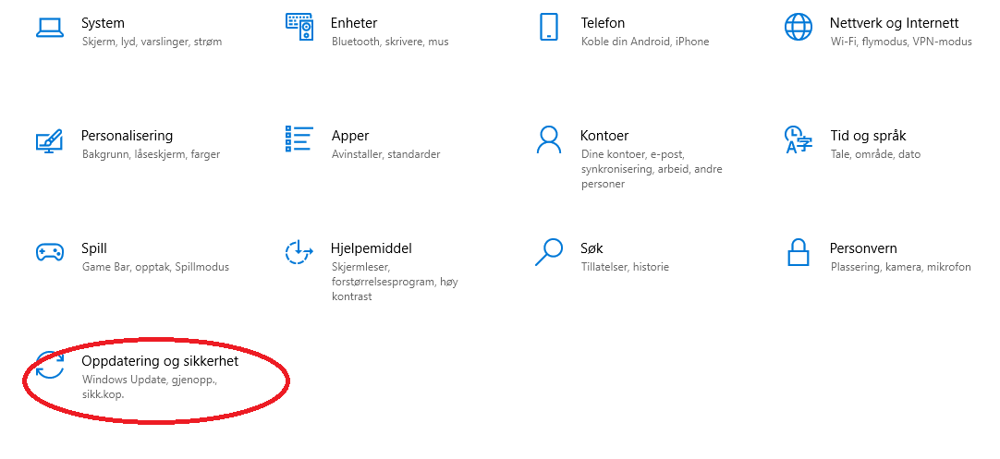 System
Skjerm, lyd, varslinger, strøm
Enheter
Bluetooth, skrivere, mus
Telefon
Koble din Android, iPhone
Nettverk og Internett
Wi-Fi, flymodus, VPN-modus
Personalisering
Bakgrunn, låseskjerm, farger
Apper
Avinstaller, standarder
Kontoer
Dine kontoer, e-post,
synkronisering, arbeid, andre
personer
Tid og språk
Tale, område, dato
Spill
Game Bar, opptak, Spillmodus
Hjelpemiddel
Skjermleser,
forstørrelsesprogram, høy
kontrast
Søk
Tillatelser, historie
Personvern
Plassering, kamera, mikrofon
Oppdatering og sikkerhet
Windows Update, gjenopp.,
sikk.kop.